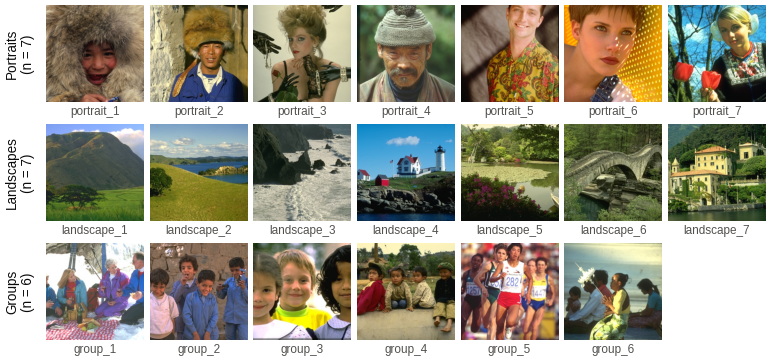 Portraits
(n = 7)
portrait_1
portrait_2
portrait_3
portrait_4
portrait_5
portrait_6
portrait_7
Landscapes
(n = 7)
landscape_1
landscape_2
landscape_3
landscape_4
landscape_5
landscape_6
landscape_7
Groups
(n = 6)
group_1
group_2
group_3
group_4
group_5
group_6